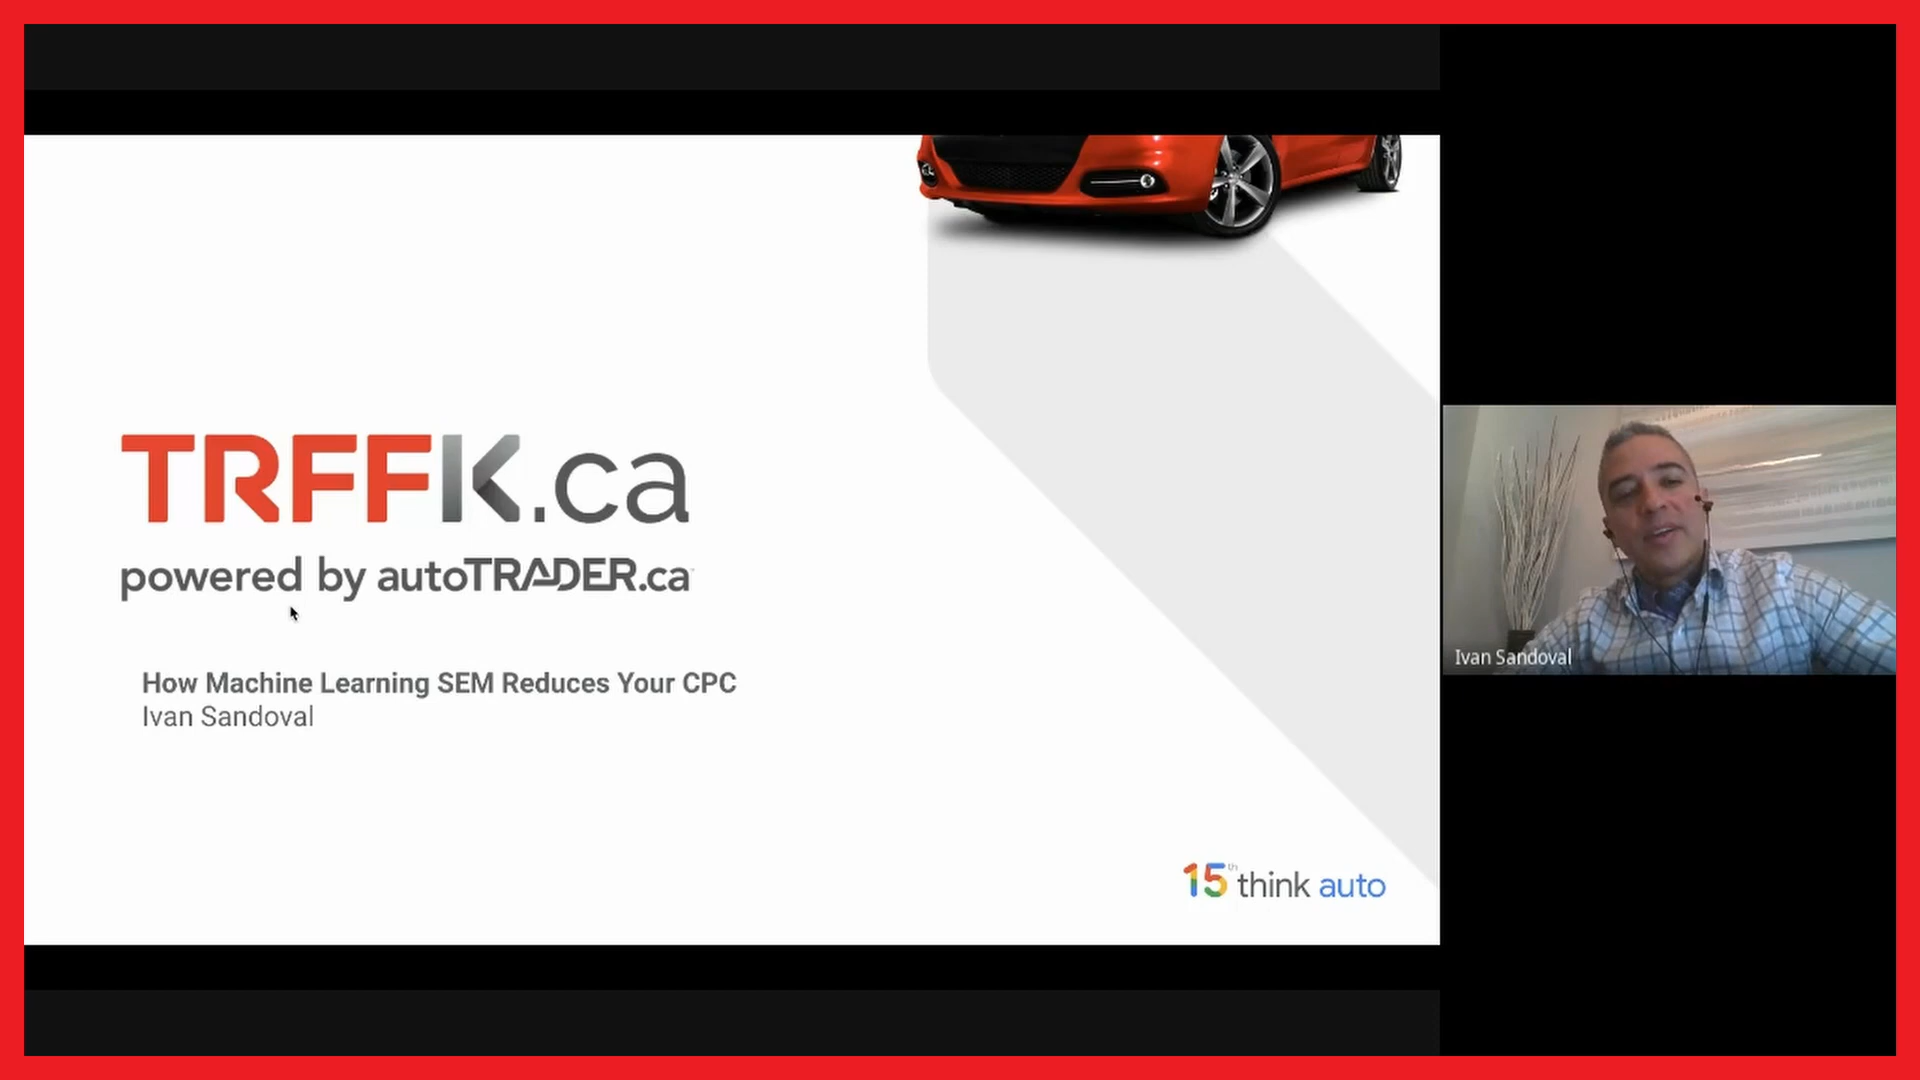 TRFFK.ca
powered by autoTRADER.ca
How Machine Learning SEM Reduces Your CPC
Ivan Sandoval
15th think auto
Ivan Sandoval